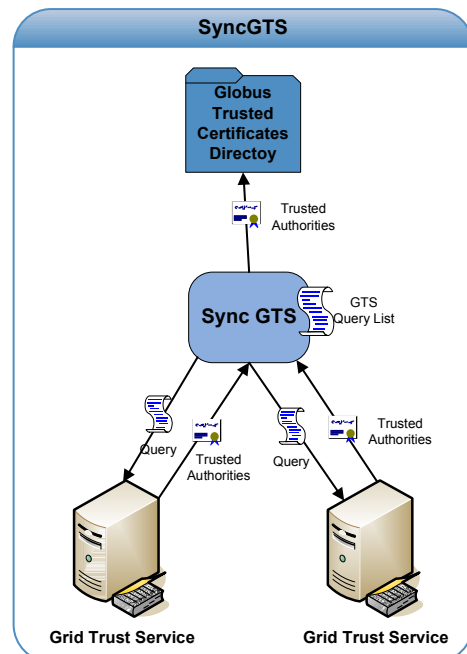 SyncGTS
Globus
Trusted
Certificates
Directoy
Trusted
Authorities
Sync GTS
GTS
Query List
Query
Trusted
Authorities
Query
Trusted
Authorities
Grid Trust Service
Grid Trust Service